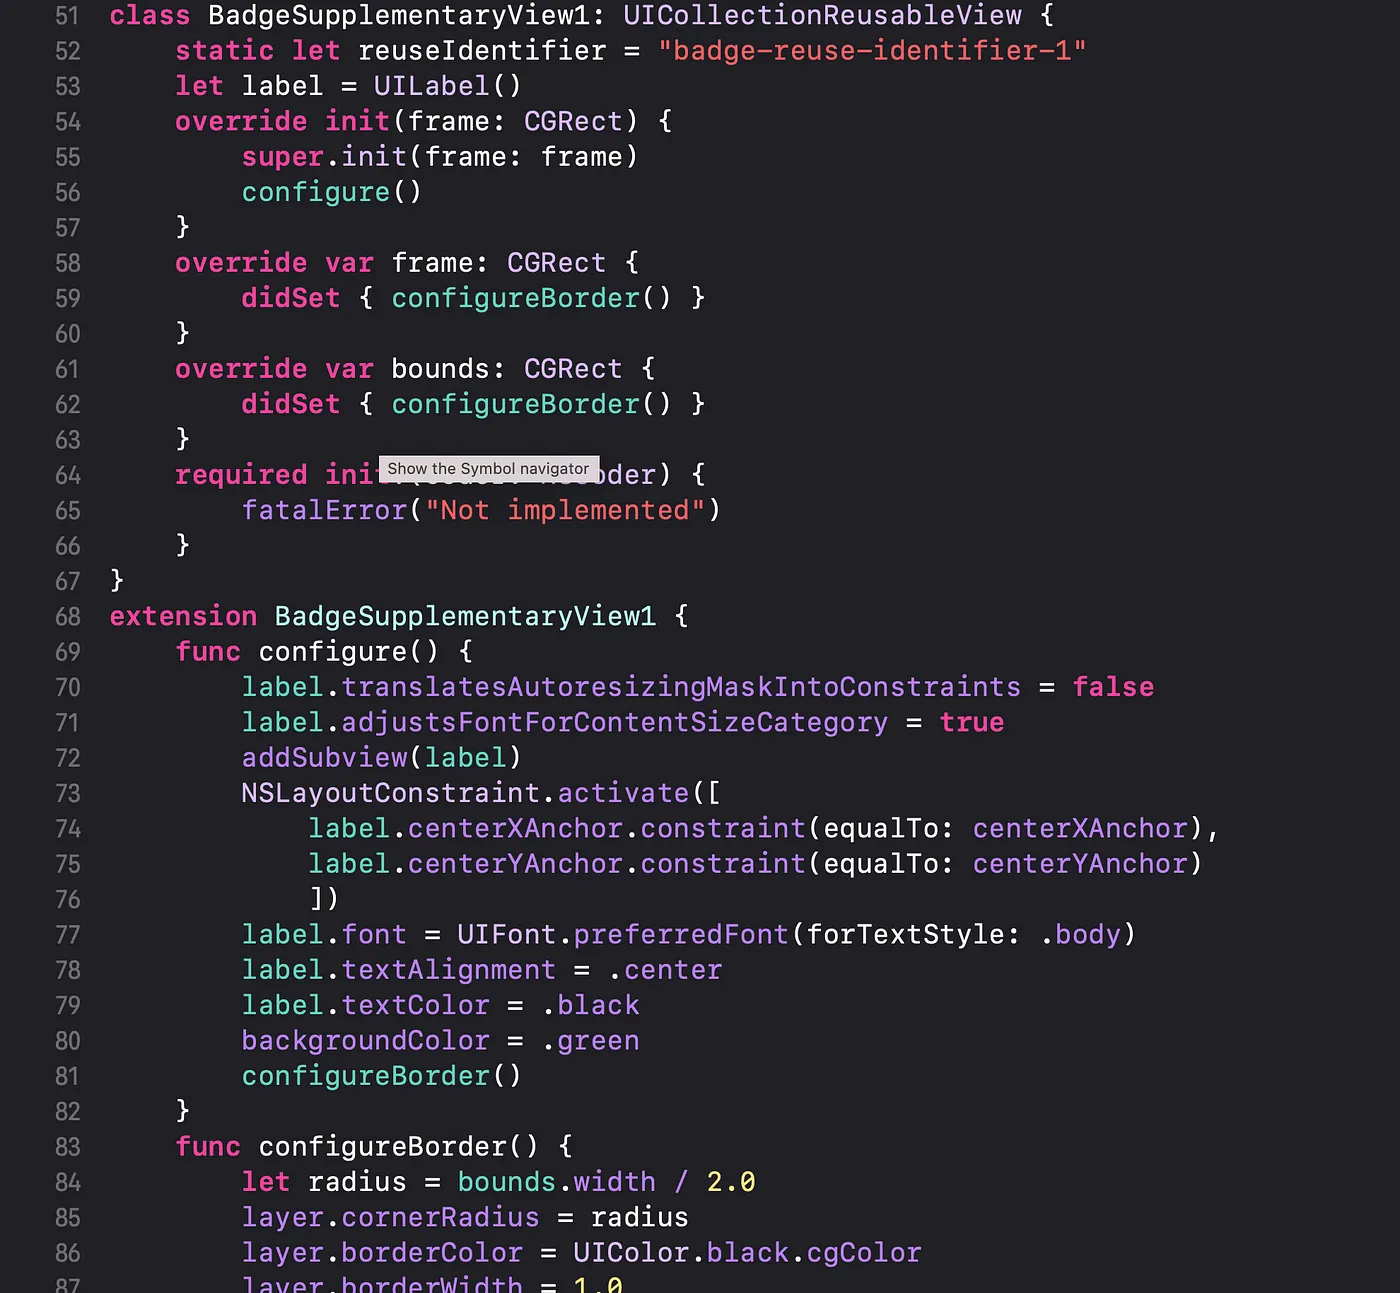 51 class BadgeSupplementaryView1: UICollectionReusableView {
52 static let reuseIdentifier = "badge-reuse-identifier-1"
53 let label = UILabel()
54 override init(frame: CGRect) {
55 super.init(frame: frame)
56 configure()
57 }
58 override var frame: CGRect {
59 didSet { configureBorder() }
60 }
61 override var bounds: CGRect {
62 didSet { configureBorder() }
63 }
Show the Symbol navigator
64 required init oder) {
65 fatalError("Not implemented")
66 }
67 }
68 extension BadgeSupplementaryView1 {
69 func configure() {
70 label.translatesAutoresizingMaskIntoConstraints = false
71 label.adjustsFontForContentSizeCategory = true
72 addSubview(label)
73 NSLayoutConstraint.activate([
74 label.centerXAnchor.constraint(equalTo: centerXAnchor),
75 label.centerYAnchor.constraint(equalTo: centerYAnchor)
76 ])
77 label.font = UIFont.preferredFont(forTextStyle: .body)
78 label.textAlignment = .center
79 label.textColor = .black
80 backgroundColor = .green
81 configureBorder()
82 }
83 func configureBorder() {
84 let radius = bounds.width / 2.0
85 layer.cornerRadius = radius
86 layer.borderColor = UIColor.black.cgColor
87 layer.borderWidth = 1.0